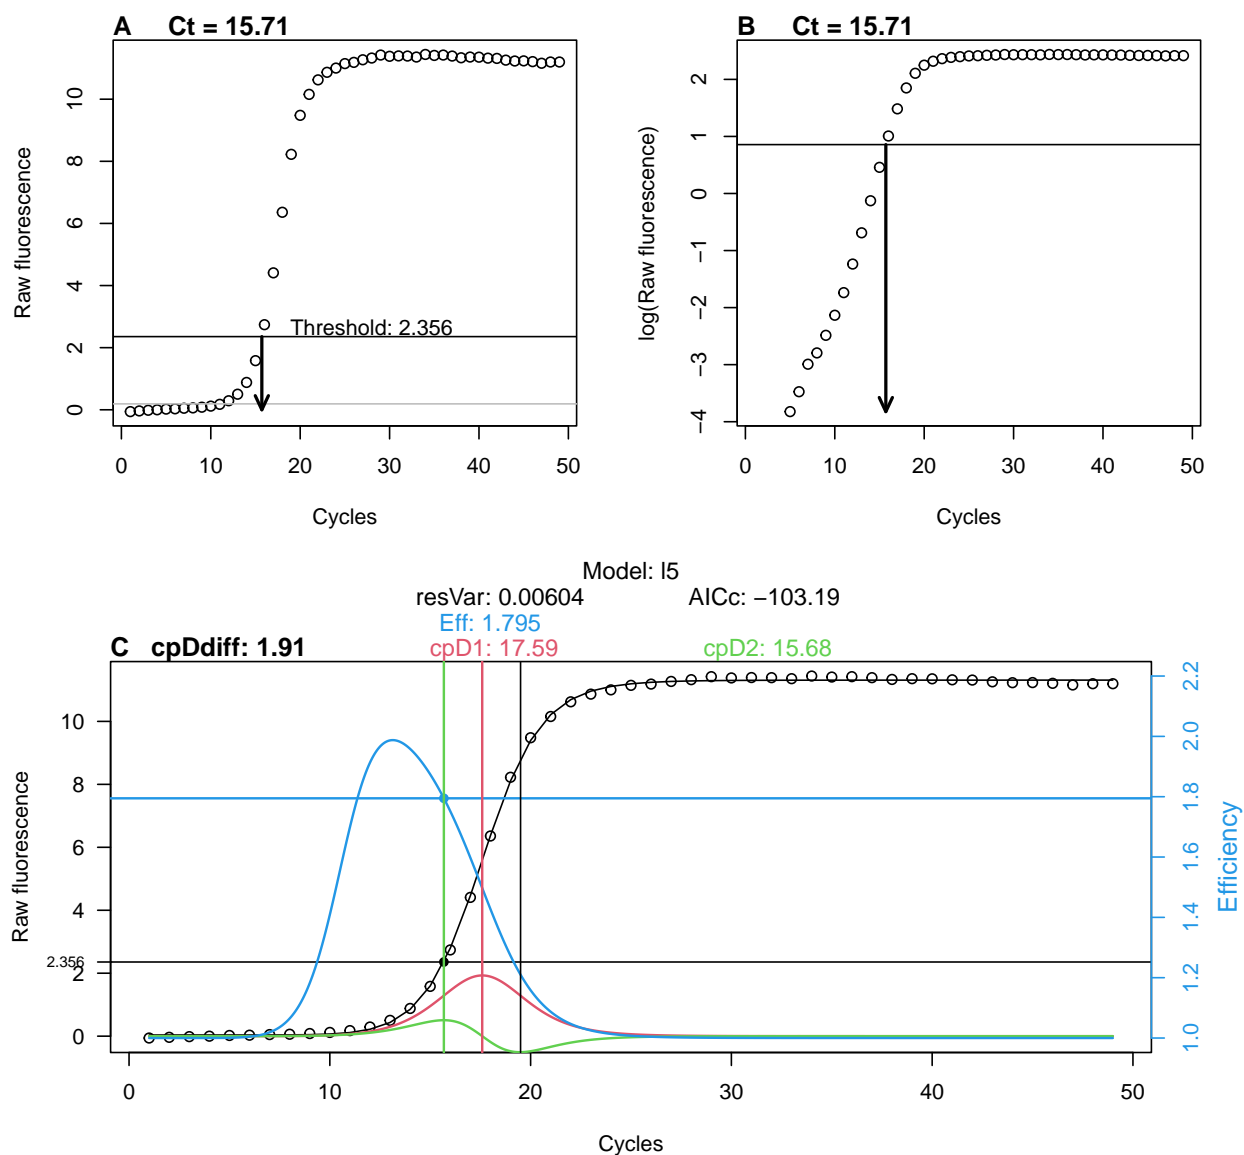 A Ct = 15.71
Raw fluorescence
0 2 4 6 8 10
Threshold: 2.356
0 10 20 30 40 50
Cycles
B Ct = 15.71
log(Raw fluorescence)
−4 −3 −2 −1 0 1 2
0 10 20 30 40 50
Cycles
Model: l5
resVar: 0.00604 AICc: −103.19
Eff: 1.795
C cpDdiff: 1.91 cpD1: 17.59 cpD2: 15.68
Raw fluorescence
0 2 4 6 8 10
2.356
1.0 1.2 1.4 1.6 1.8 2.0 2.2
Efficiency
0 10 20 30 40 50
Cycles